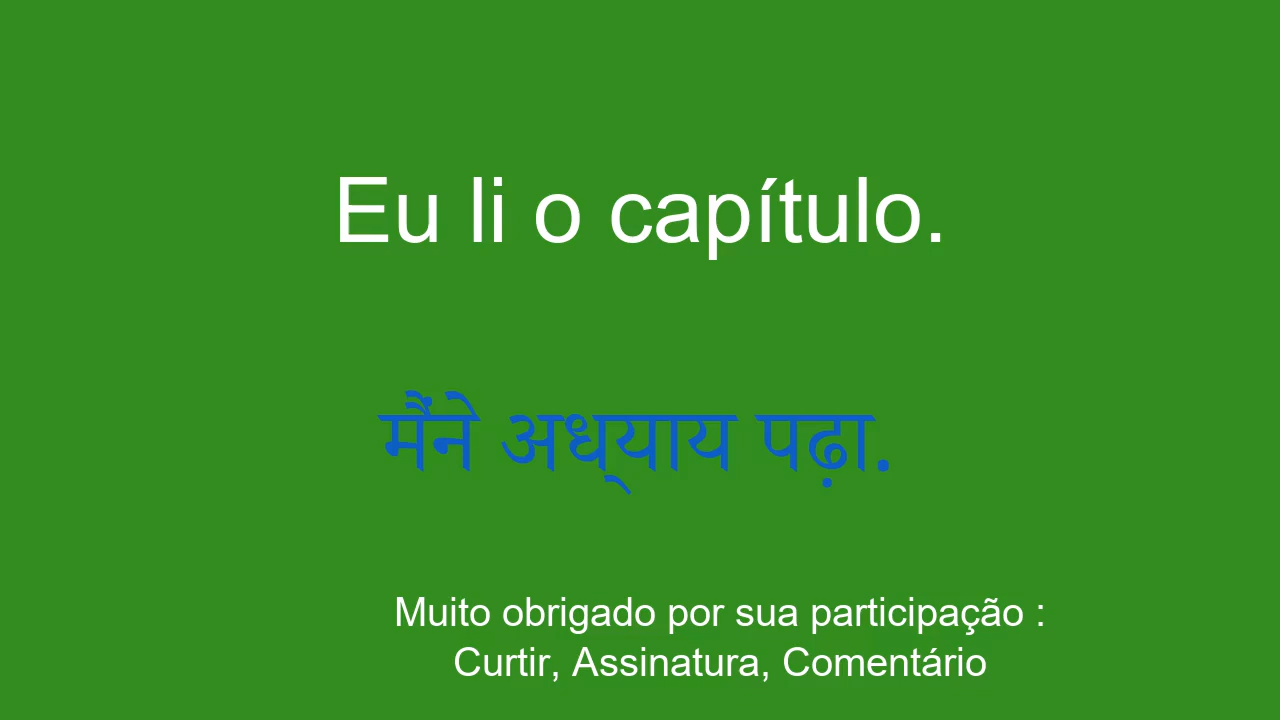 Eu li o capítulo.
मैंने अध्याय पढ़ा.
Muito obrigado por sua participação :
Curtir, Assinatura, Comentário